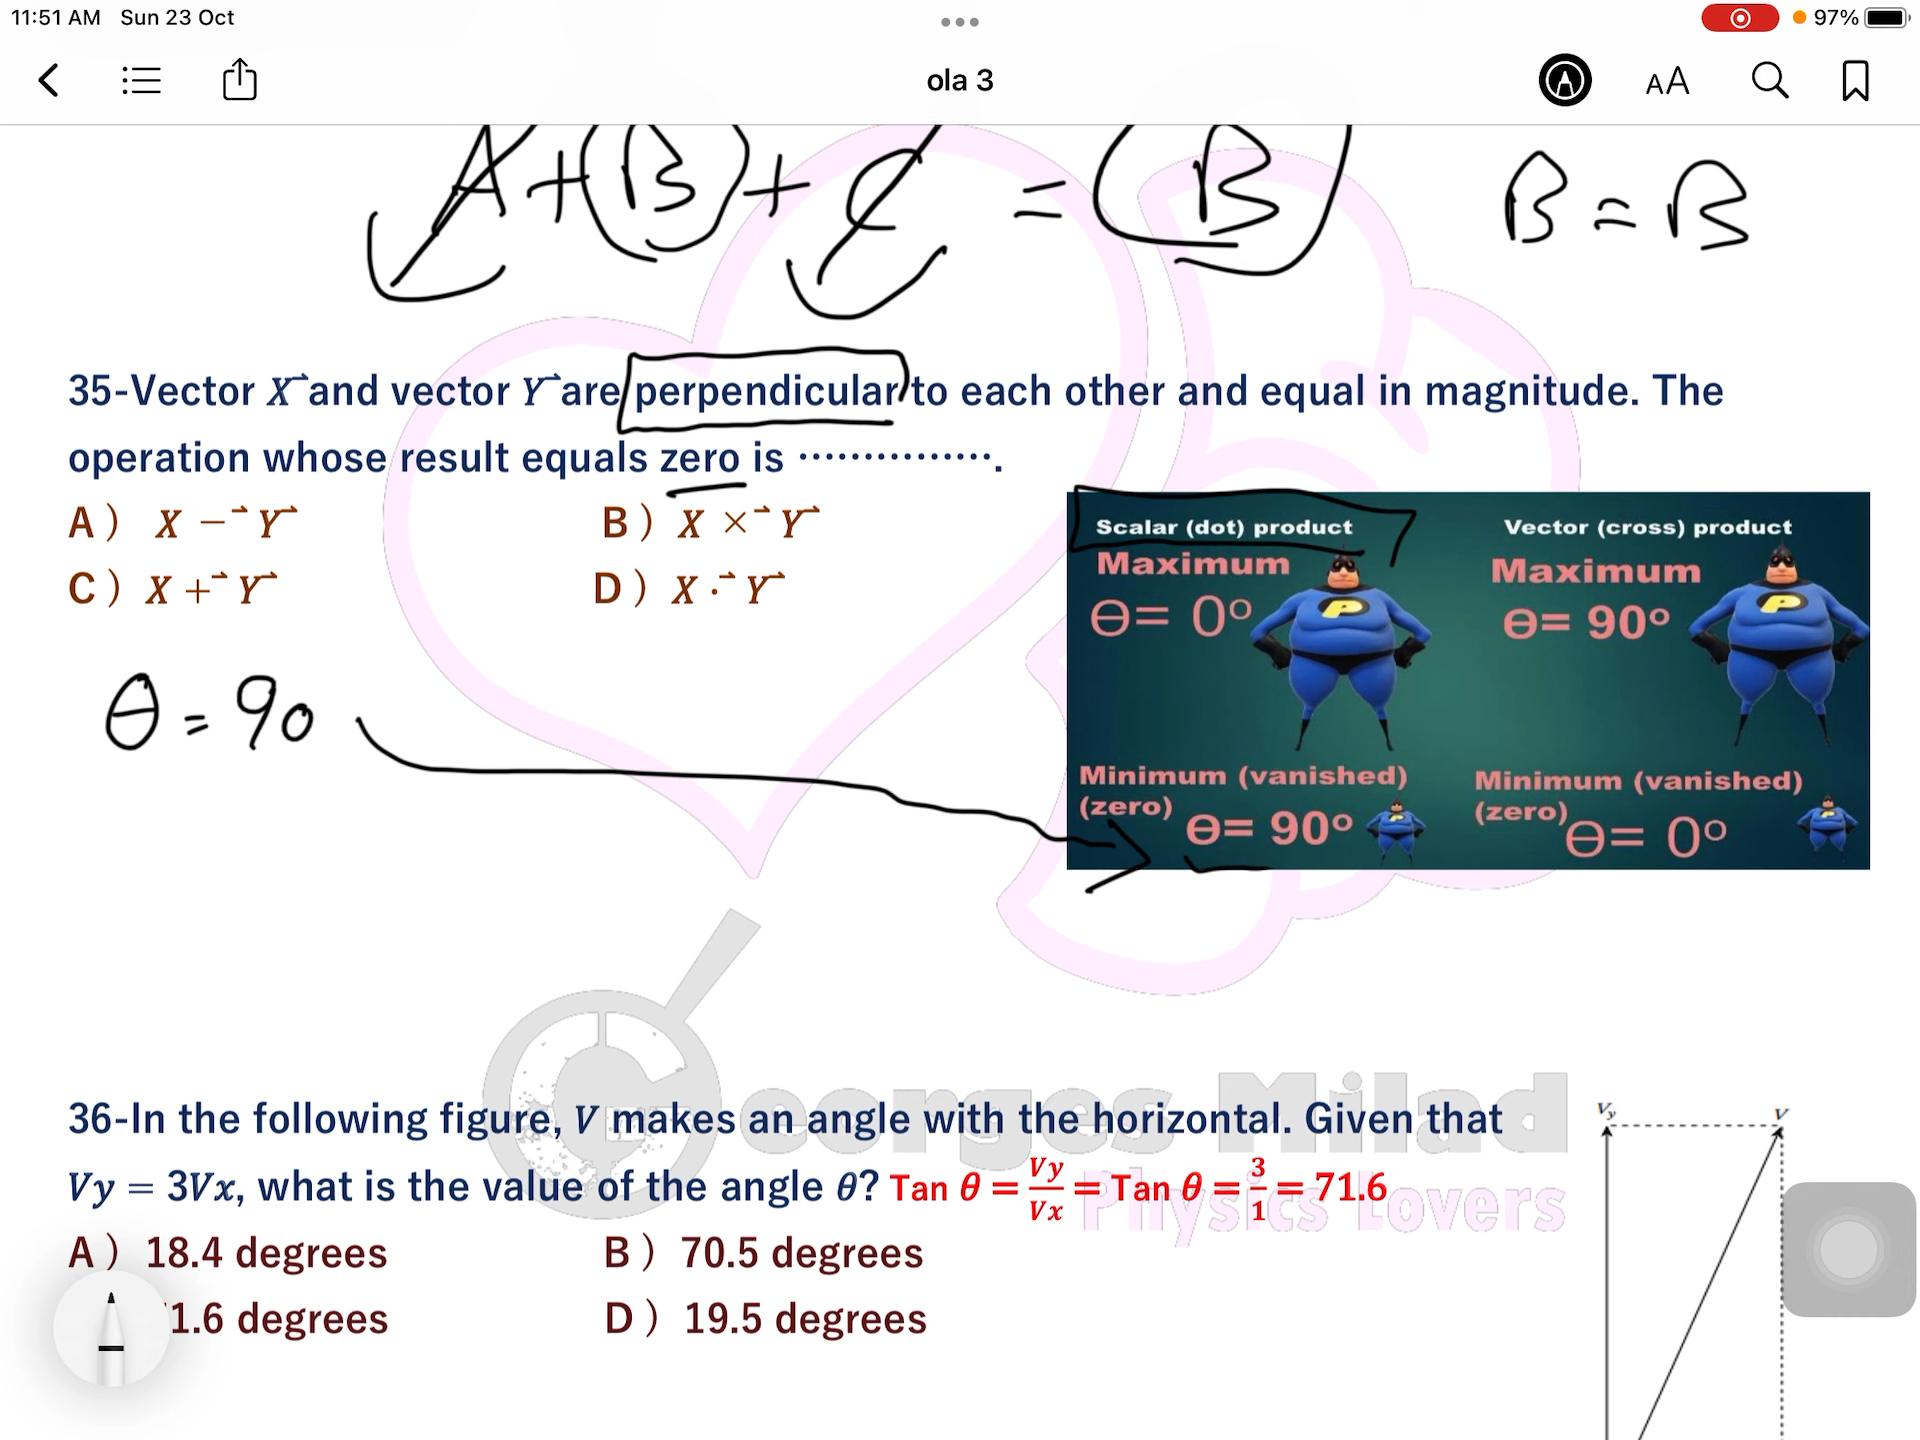 11:51 AM Sun 23 Oct
97%
ola 3
AA
A + B + C = B B = B
35-Vector X⃗ and vector Y⃗ are perpendicular to each other and equal in magnitude. The
operation whose result equals zero is ...............
A) X −⃗ Y⃗ B) X ×⃗ Y⃗
C) X +⃗ Y⃗ D) X ·⃗ Y⃗
θ = 90
Scalar (dot) product
Maximum
Ө= 0º
Minimum (vanished)
(zero)
Ө= 90º
Vector (cross) product
Maximum
Ө= 90º
Minimum (vanished)
(zero)
Ө= 0º
P
P
P
P
Georges Milad
Physics Lovers
36-In the following figure, V makes an angle with the horizontal. Given that
Vy = 3Vx, what is the value of the angle θ? Tan θ = Vy/Vx = Tan θ = 3/1 = 71.6
A) 18.4 degrees B) 70.5 degrees
1.6 degrees D) 19.5 degrees
Vy V